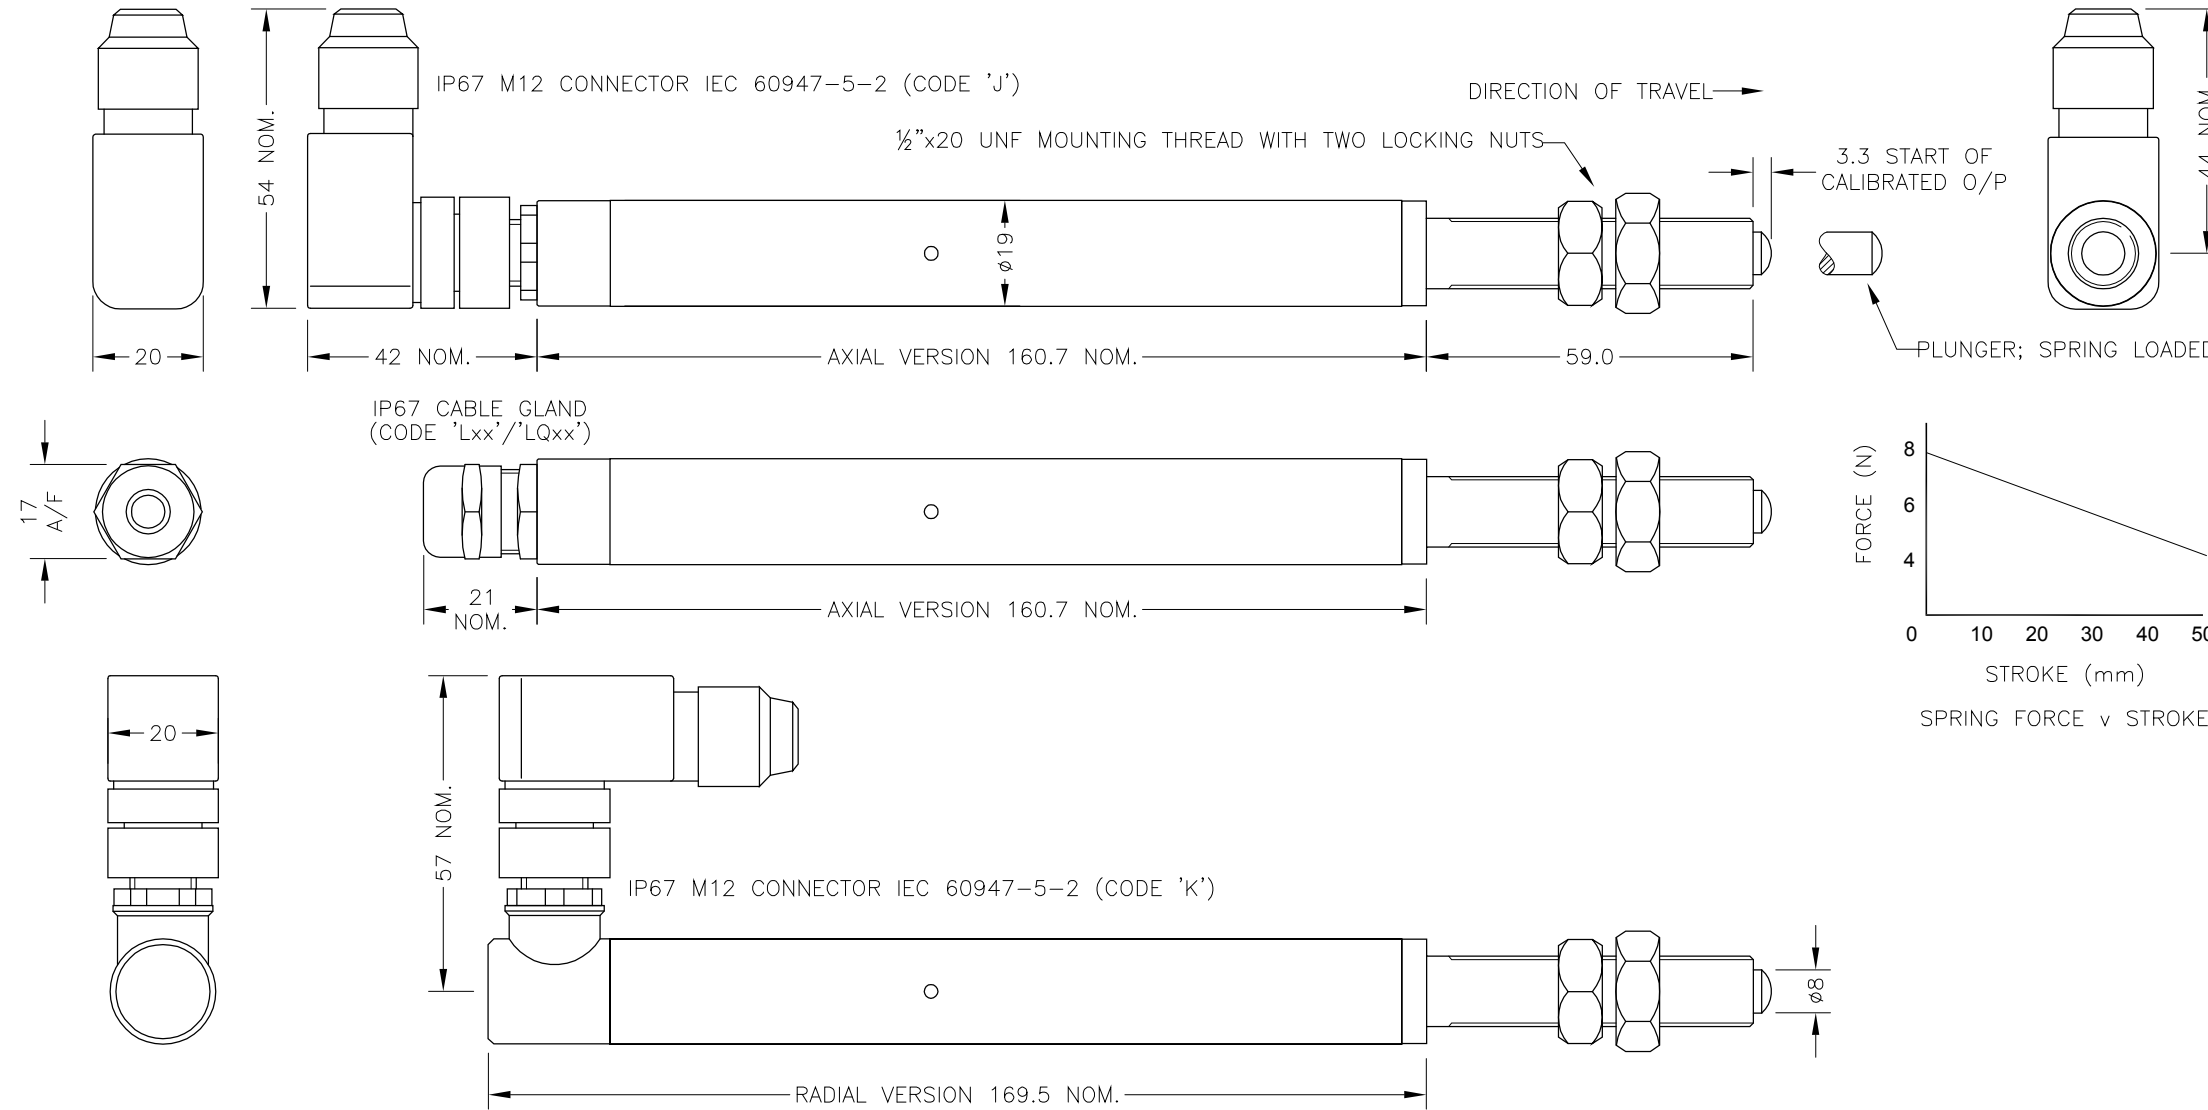 IP67 M12 CONNECTOR IEC 60947-5-2 (CODE 'J')
DIRECTION OF TRAVEL
½"x20 UNF MOUNTING THREAD WITH TWO LOCKING NUTS
3.3 START OF
CALIBRATED O/P
54 NOM.
44 NOM.
ø19
20
42 NOM.
AXIAL VERSION 160.7 NOM.
59.0
PLUNGER; SPRING LOADED
IP67 CABLE GLAND
(CODE 'Lxx'/'LQxx')
17
A/F
21
NOM.
AXIAL VERSION 160.7 NOM.
FORCE (N)
8
6
4
0 10 20 30 40 50
STROKE (mm)
SPRING FORCE v STROKE
20
57 NOM.
IP67 M12 CONNECTOR IEC 60947-5-2 (CODE 'K')
ø8
RADIAL VERSION 169.5 NOM.